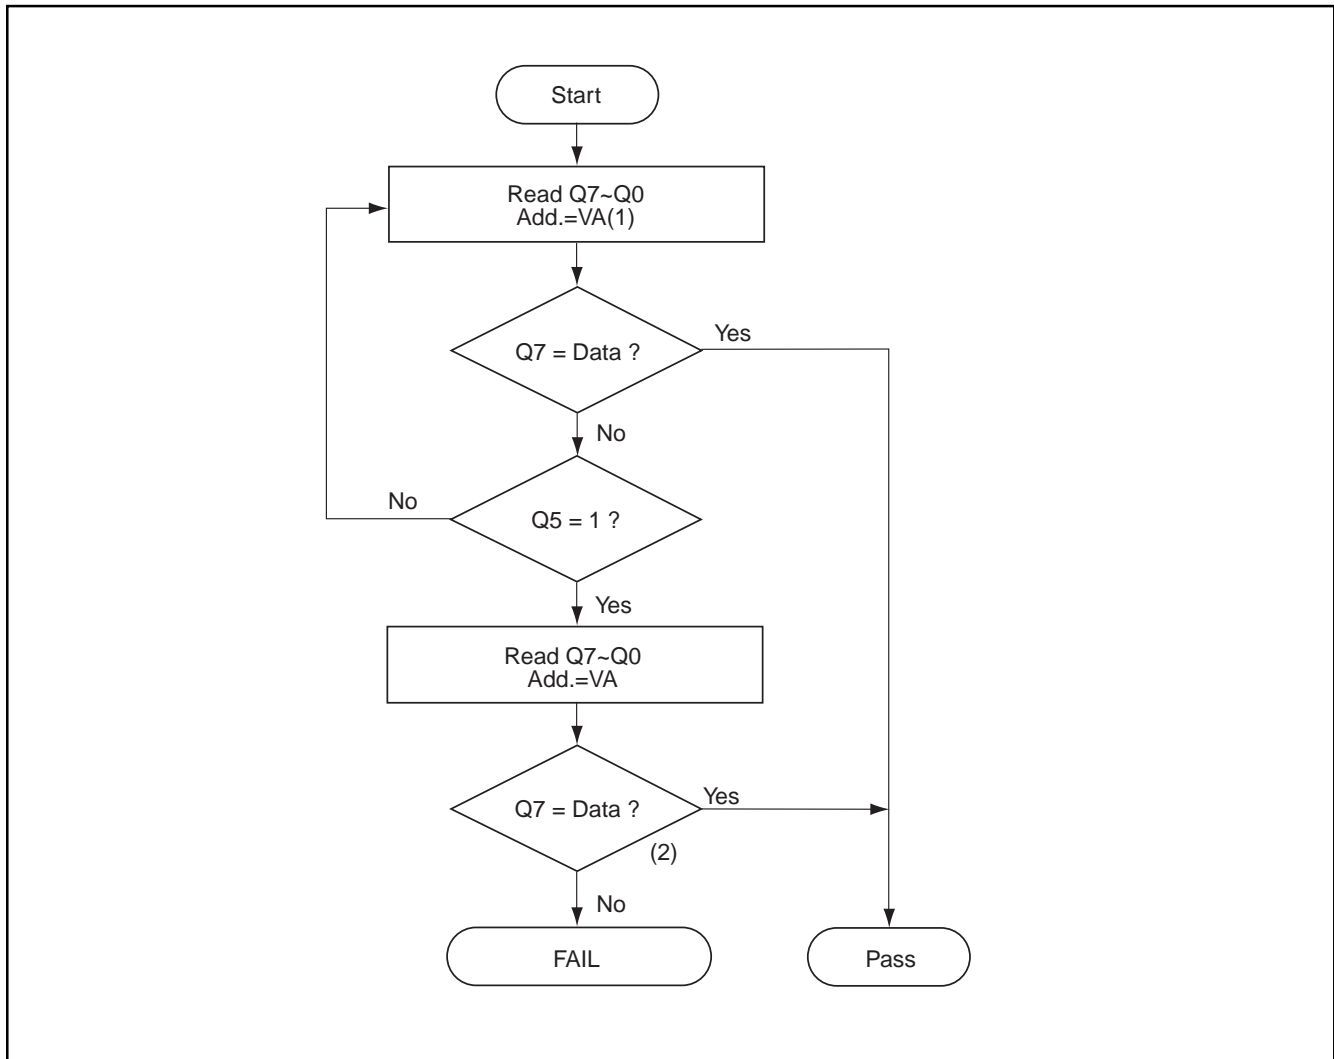 Start
Read Q7~Q0
Add.=VA(1)
Q7 = Data ?
Yes
No
No
Q5 = 1 ?
Yes
Read Q7~Q0
Add.=VA
Q7 = Data ?
Yes
(2)
No
FAIL
Pass